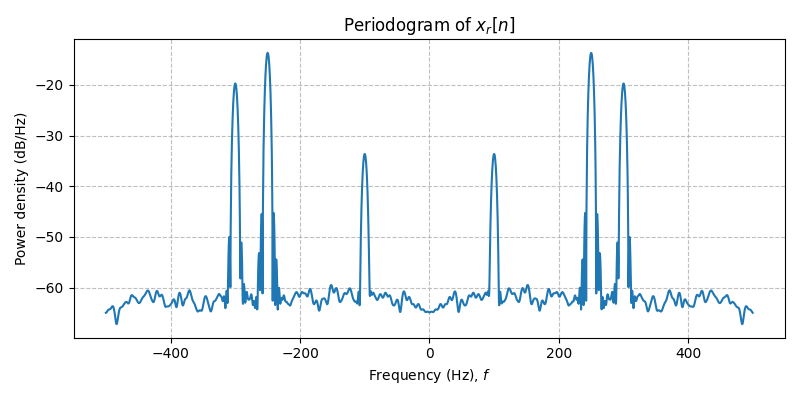 Periodogram of x_r[n]
Power density (dB/Hz)
−20
−30
−40
−50
−60
−400 −200 0 200 400
Frequency (Hz), f